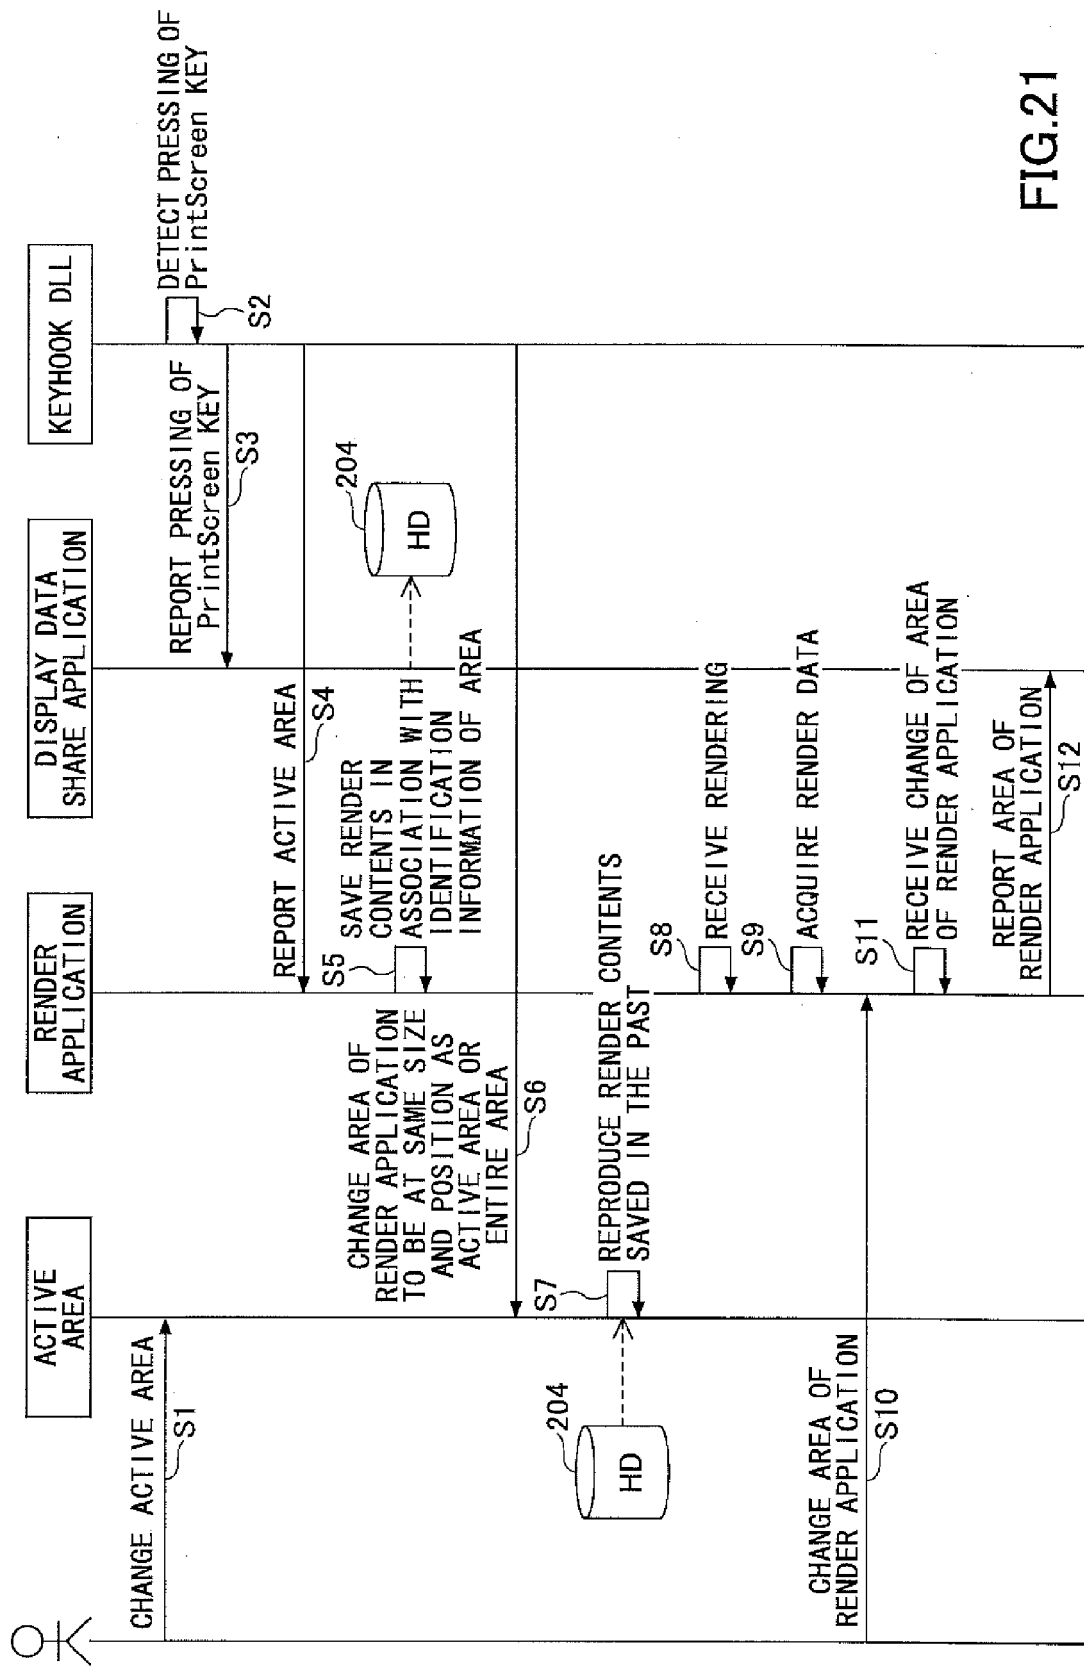 ACTIVE
AREA
RENDER
APPLICATION
DISPLAY DATA
SHARE APPLICATION
KEYHOOK DLL
CHANGE ACTIVE AREA
S1
DETECT PRESSING OF
PrintScreen KEY
S2
REPORT PRESSING OF
PrintScreen KEY
S3
REPORT ACTIVE AREA
S4
SAVE RENDER
CONTENTS IN
ASSOCIATION WITH
IDENTIFICATION
INFORMATION OF AREA
S5
204
HD
CHANGE AREA OF
RENDER APPLICATION
TO BE AT SAME SIZE
AND POSITION AS
ACTIVE AREA OR
ENTIRE AREA
S6
REPRODUCE RENDER CONTENTS
SAVED IN THE PAST
S7
204
HD
S8
RECEIVE RENDERING
S9
ACQUIRE RENDER DATA
CHANGE AREA OF
RENDER APPLICATION
S10
S11
RECEIVE CHANGE OF AREA
OF RENDER APPLICATION
REPORT AREA OF
RENDER APPLICATION
S12
FIG.21